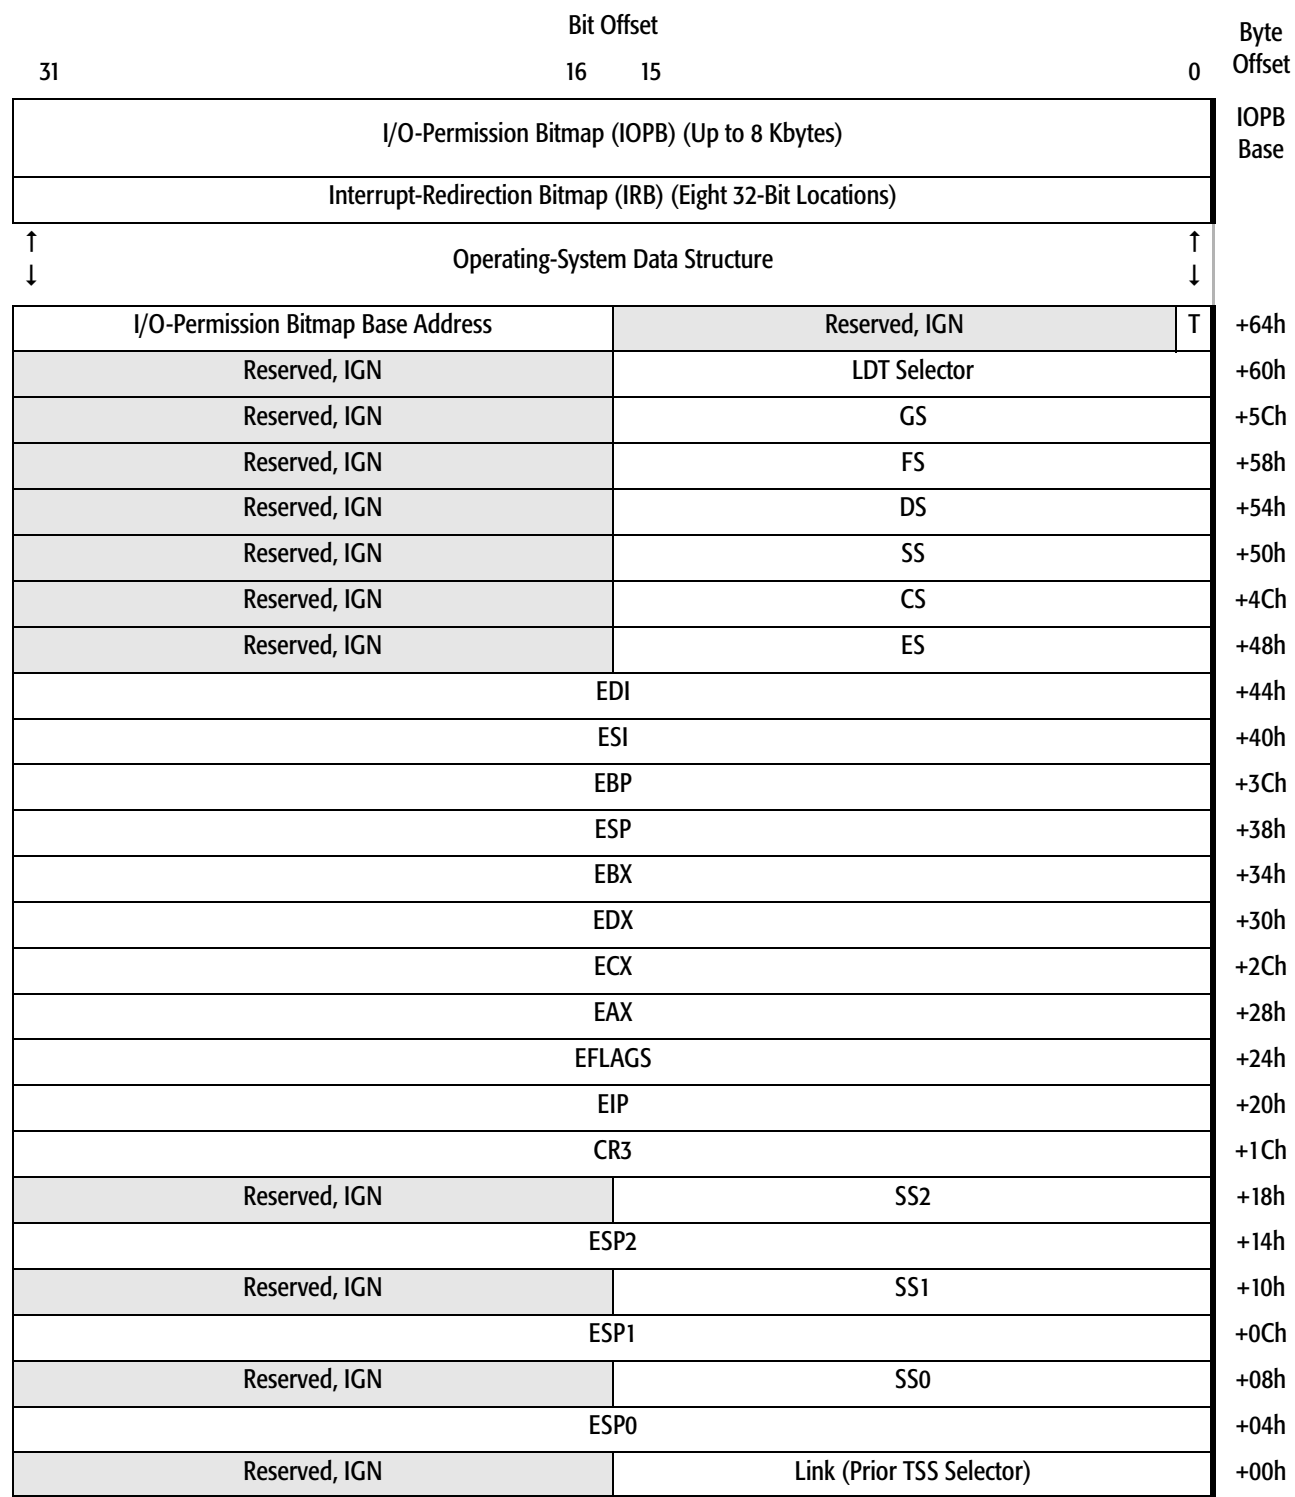 Bit Offset
Byte Offset
31 16 15 0
I/O-Permission Bitmap (IOPB) (Up to 8 Kbytes) IOPB Base
Interrupt-Redirection Bitmap (IRB) (Eight 32-Bit Locations)
↑ ↑
Operating-System Data Structure
↓ ↓
I/O-Permission Bitmap Base Address Reserved, IGN T +64h
Reserved, IGN LDT Selector +60h
Reserved, IGN GS +5Ch
Reserved, IGN FS +58h
Reserved, IGN DS +54h
Reserved, IGN SS +50h
Reserved, IGN CS +4Ch
Reserved, IGN ES +48h
EDI +44h
ESI +40h
EBP +3Ch
ESP +38h
EBX +34h
EDX +30h
ECX +2Ch
EAX +28h
EFLAGS +24h
EIP +20h
CR3 +1Ch
Reserved, IGN SS2 +18h
ESP2 +14h
Reserved, IGN SS1 +10h
ESP1 +0Ch
Reserved, IGN SS0 +08h
ESP0 +04h
Reserved, IGN Link (Prior TSS Selector) +00h